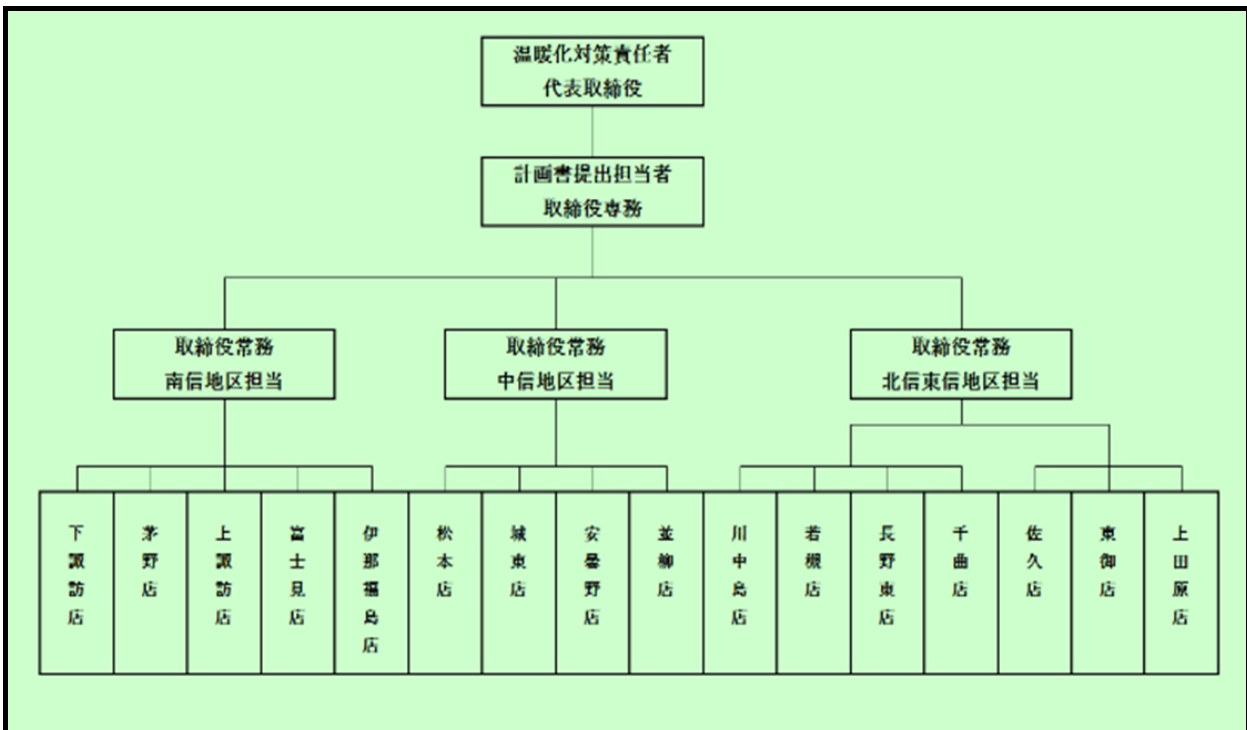 温暖化対策責任者
代表取締役
計画書提出担当者
取締役専務
取締役常務
南信地区担当
取締役常務
中信地区担当
取締役常務
北信東信地区担当
下諏訪店
茅野店
上諏訪店
富士見店
伊那福島店
松本店
城東店
安曇野店
並柳店
川中島店
若槻店
長野東店
千曲店
佐久店
東御店
上田原店